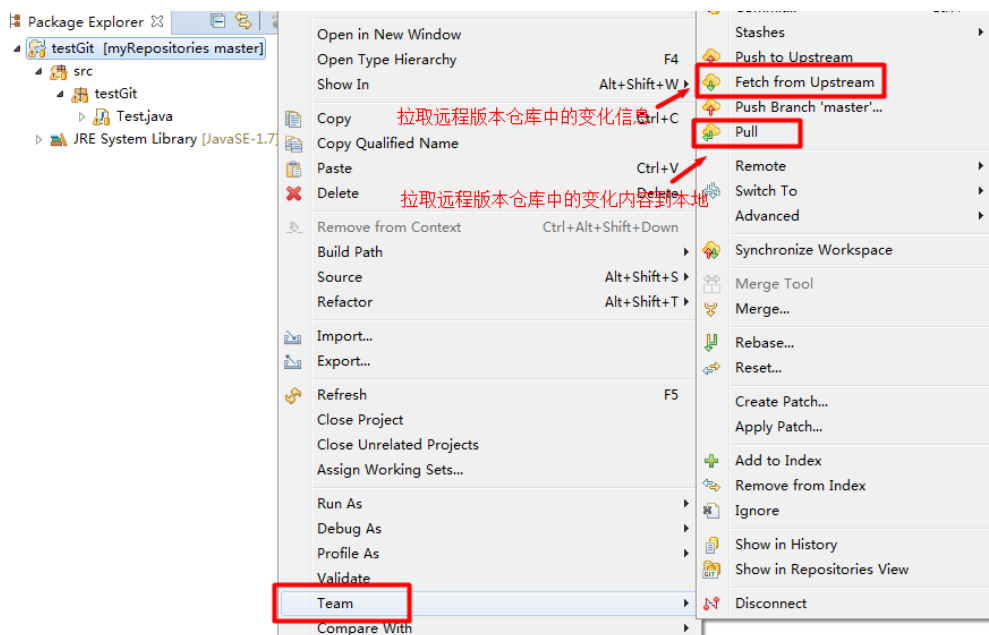 Package Explorer
testGit [myRepositories master]
src
testGit
Test.java
JRE System Library [JavaSE-1.7]
Open in New Window
Open Type Hierarchy F4
Show In Alt+Shift+W
Copy Ctrl+C
拉取远程版本仓库中的变化信息
Copy Qualified Name
Paste Ctrl+V
Delete Delete
拉取远程版本仓库中的变化内容到本地
Remove from Context Ctrl+Alt+Shift+Down
Build Path
Source Alt+Shift+S
Refactor Alt+Shift+T
Import...
Export...
Refresh F5
Close Project
Close Unrelated Projects
Assign Working Sets...
Run As
Debug As
Profile As
Validate
Team
Compare With
Stashes
Push to Upstream
Fetch from Upstream
Push Branch 'master'...
Pull
Remote
Switch To
Advanced
Synchronize Workspace
Merge Tool
Merge...
Rebase...
Reset...
Create Patch...
Apply Patch...
Add to Index
Remove from Index
Ignore
Show in History
Show in Repositories View
Disconnect